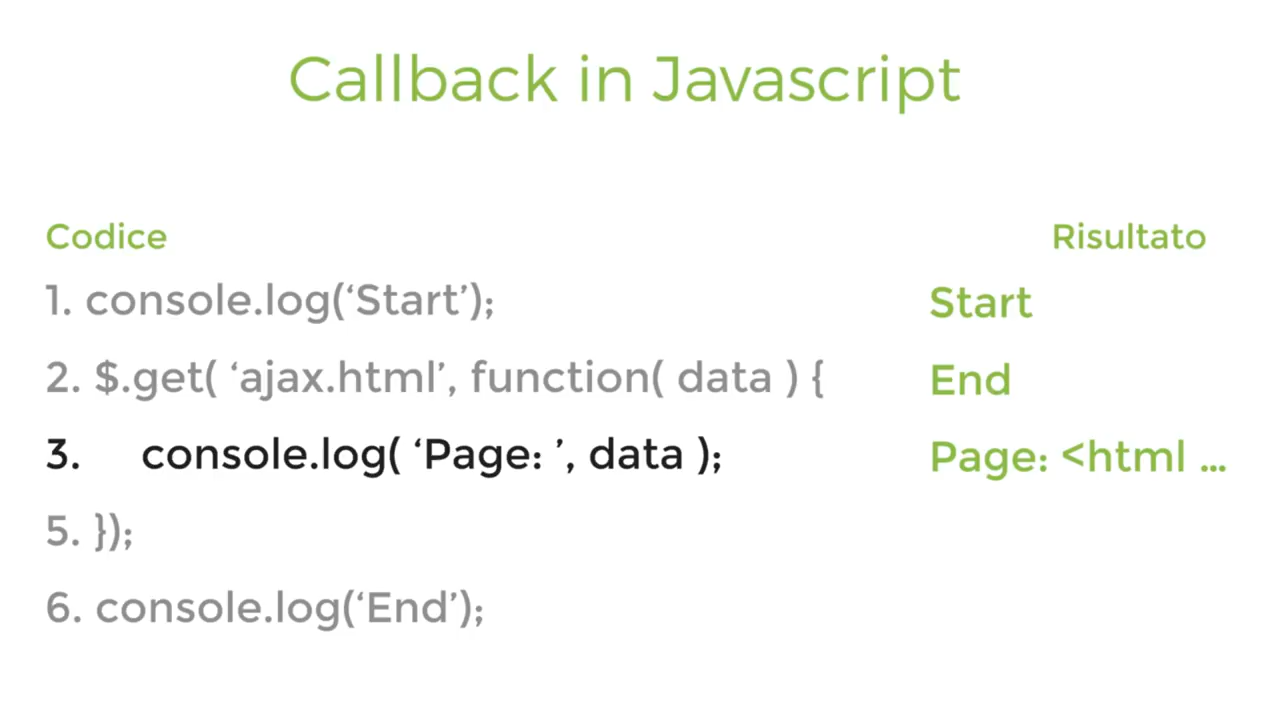 Callback in Javascript
Codice
Risultato
1. console.log(‘Start’);
Start
2. $.get( ‘ajax.html’, function( data ) {
End
3. console.log( ‘Page: ’, data );
Page: <html ...
5. });
6. console.log(‘End’);